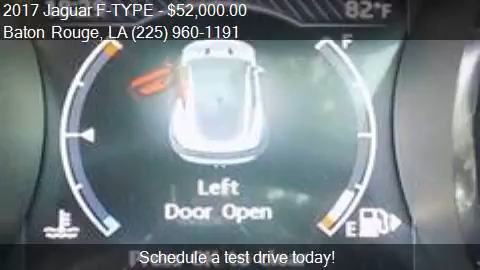 2017 Jaguar F-TYPE - $52,000.00
Baton Rouge, LA (225) 960-1191
82°F
F
Left
Door Open
E
Schedule a test drive today!